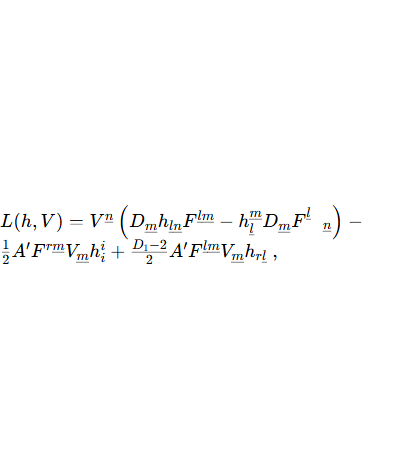 L(h, V) = V^{\underline{n}} \left( D_{\underline{m}} h_{\underline{ln}} F^{\underline{lm}} - h_{\underline{l}}^{\underline{m}} D_{\underline{m}} F^{\underline{l}}{}_{\underline{n}} \right) -
\frac{1}{2} A' F^{r\underline{m}} V_{\underline{m}} h_i^i + \frac{D_1 - 2}{2} A' F^{\underline{lm}} V_{\underline{m}} h_{r\underline{l}} ,